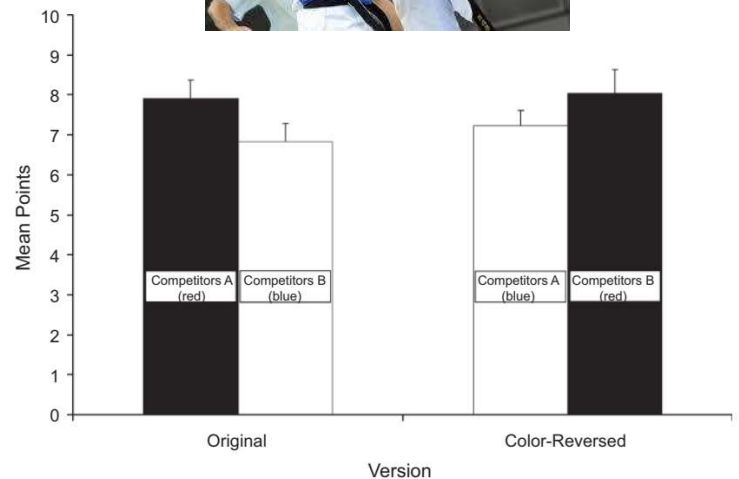 10
9
8
7
6
5
4
3
2
1
0
Mean Points
Competitors A
(red)
Competitors B
(blue)
Competitors A
(blue)
Competitors B
(red)
Original
Color-Reversed
Version